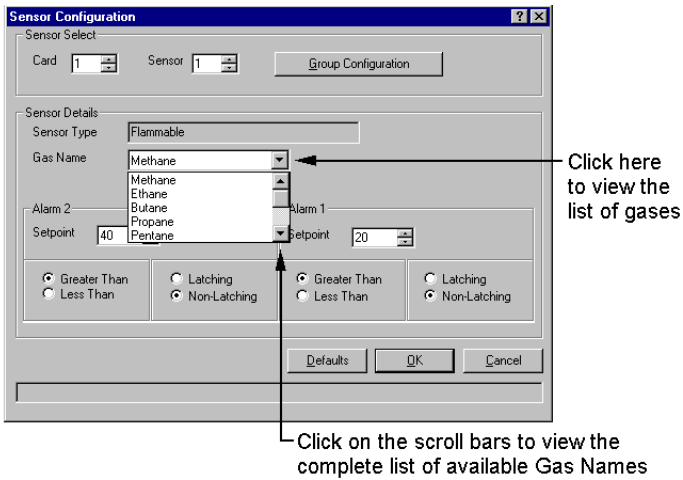 Sensor Configuration
Sensor Select
Card 1 Sensor 1 Group Configuration
Sensor Details
Sensor Type Flammable
Gas Name Methane
Methane
Ethane
Butane
Propane
Pentane
Alarm 2
Setpoint 40
Greater Than
Less Than
Latching
Non-Latching
Alarm 1
Setpoint 20
Greater Than
Less Than
Latching
Non-Latching
Defaults OK Cancel
Click here
to view the
list of gases
Click on the scroll bars to view the
complete list of available Gas Names